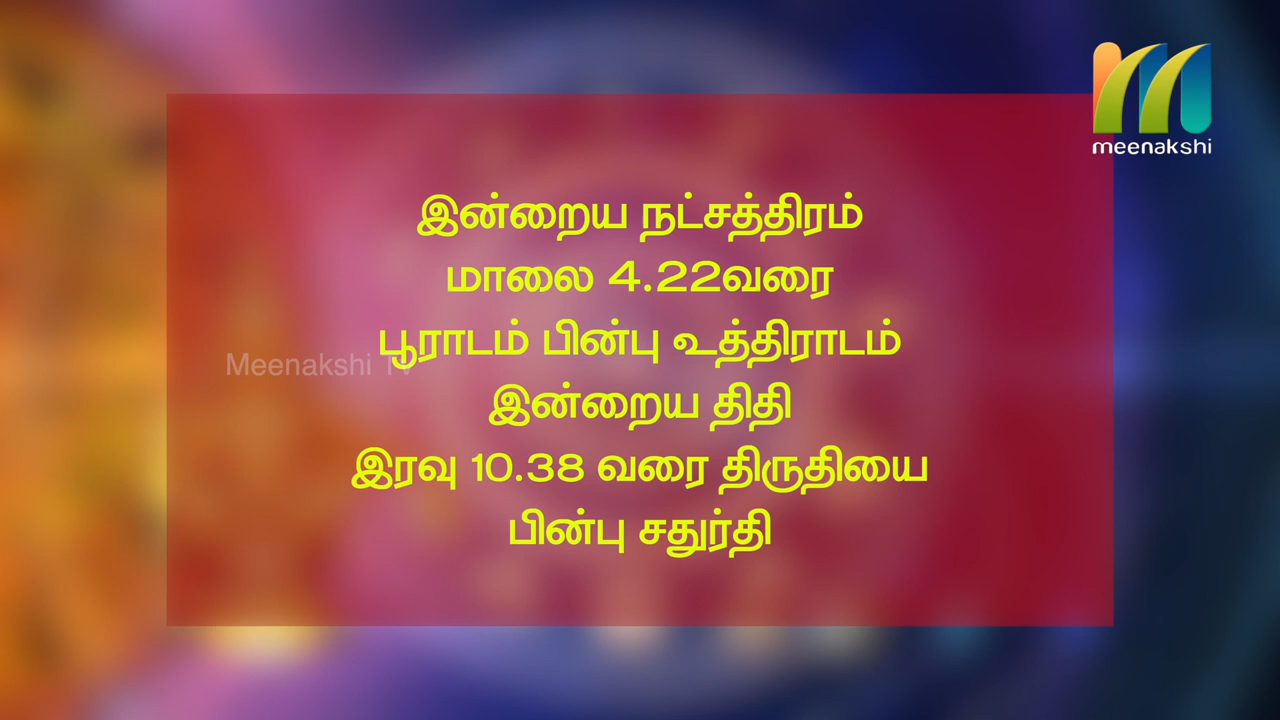 meenakshi
இன்றைய நட்சத்திரம்
மாலை 4.22வரை
பூராடம் பின்பு உத்திராடம்
Meenakshi TV
இன்றைய திதி
இரவு 10.38 வரை திருதியை
பின்பு சதுர்தி